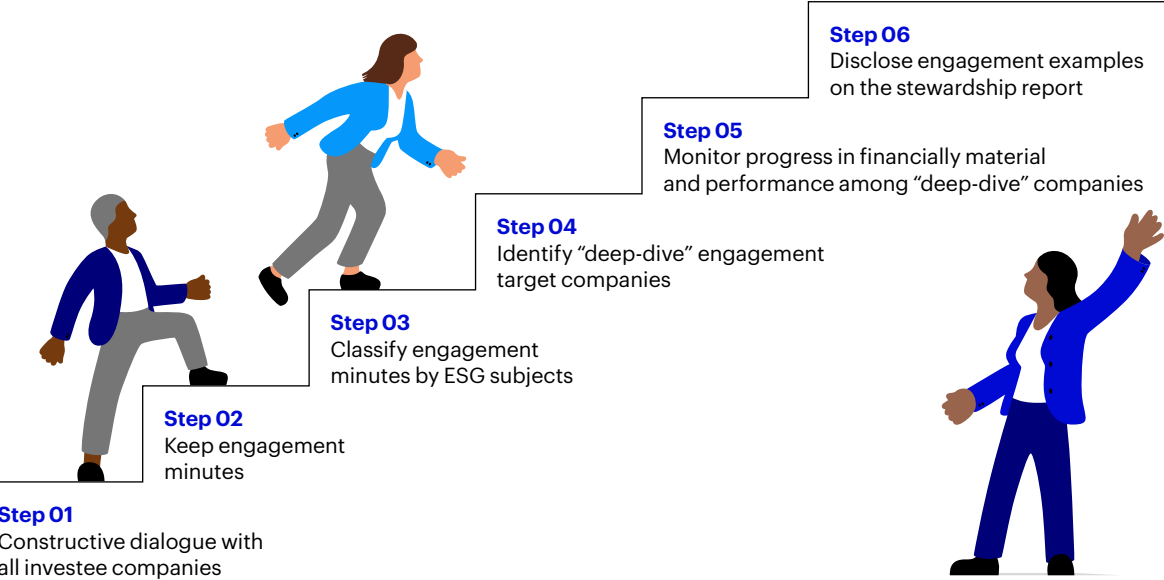 Step 06
Disclose engagement examples
on the stewardship report
Step 05
Monitor progress in financially material
and performance among “deep-dive” companies
Step 04
Identify “deep-dive” engagement
target companies
Step 03
Classify engagement
minutes by ESG subjects
Step 02
Keep engagement
minutes
Step 01
Constructive dialogue with
all investee companies